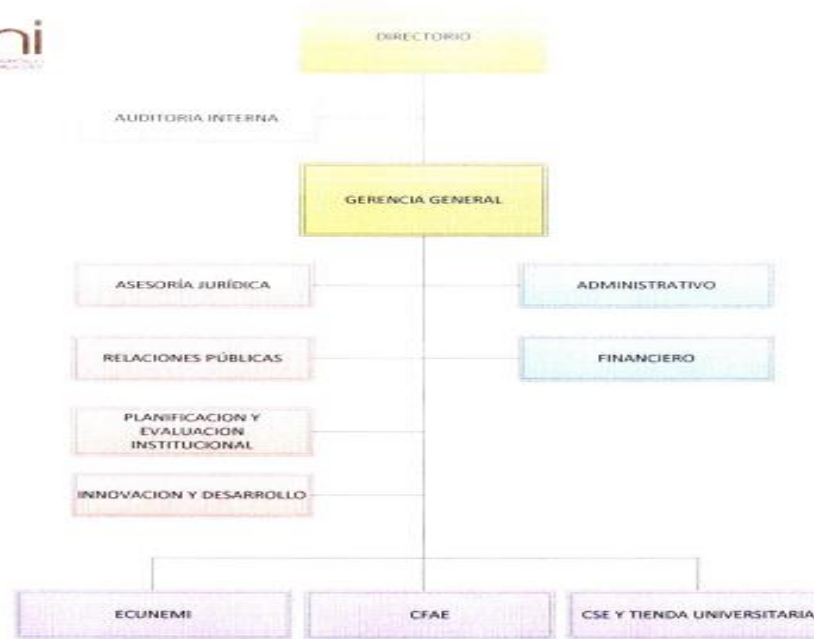 ni
DIRECTORIO
AUDITORIA INTERNA
GERENCIA GENERAL
ASESORÍA JURÍDICA
ADMINISTRATIVO
RELACIONES PÚBLICAS
FINANCIERO
PLANIFICACION Y
EVALUACION
INSTITUCIONAL
INNOVACION Y DESARROLLO
ECUNEMI
CFAE
CSE Y TIENDA UNIVERSITARIA